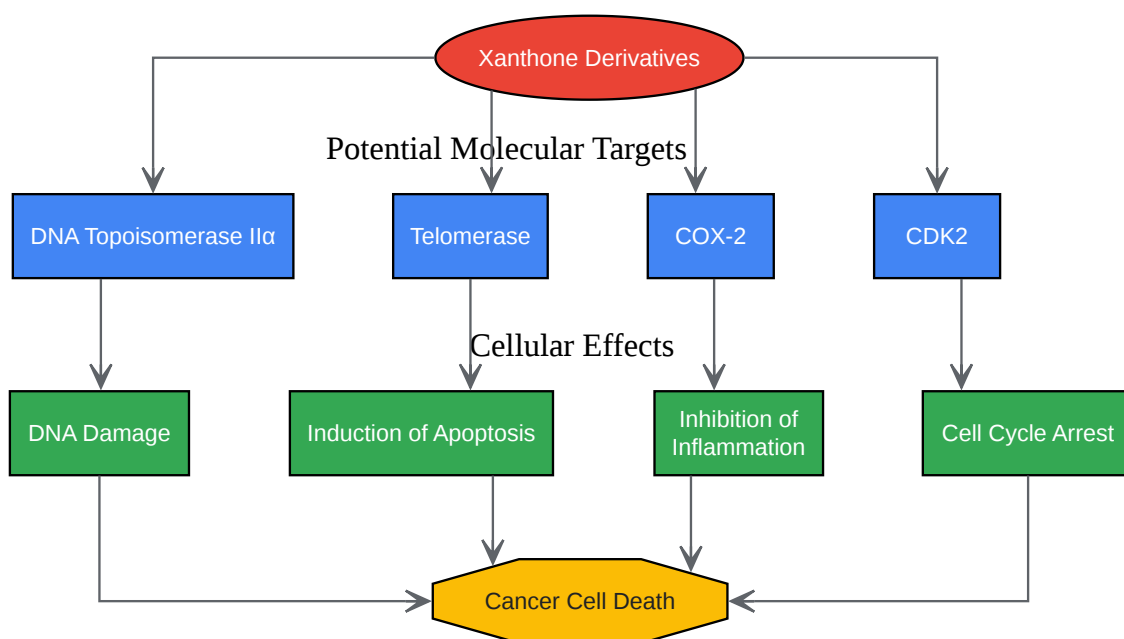 Xanthone Derivatives
Potential Molecular Targets
DNA Topoisomerase IIα
Telomerase
COX-2
CDK2
Cellular Effects
DNA Damage
Induction of Apoptosis
Inhibition of
Inflammation
Cell Cycle Arrest
Cancer Cell Death